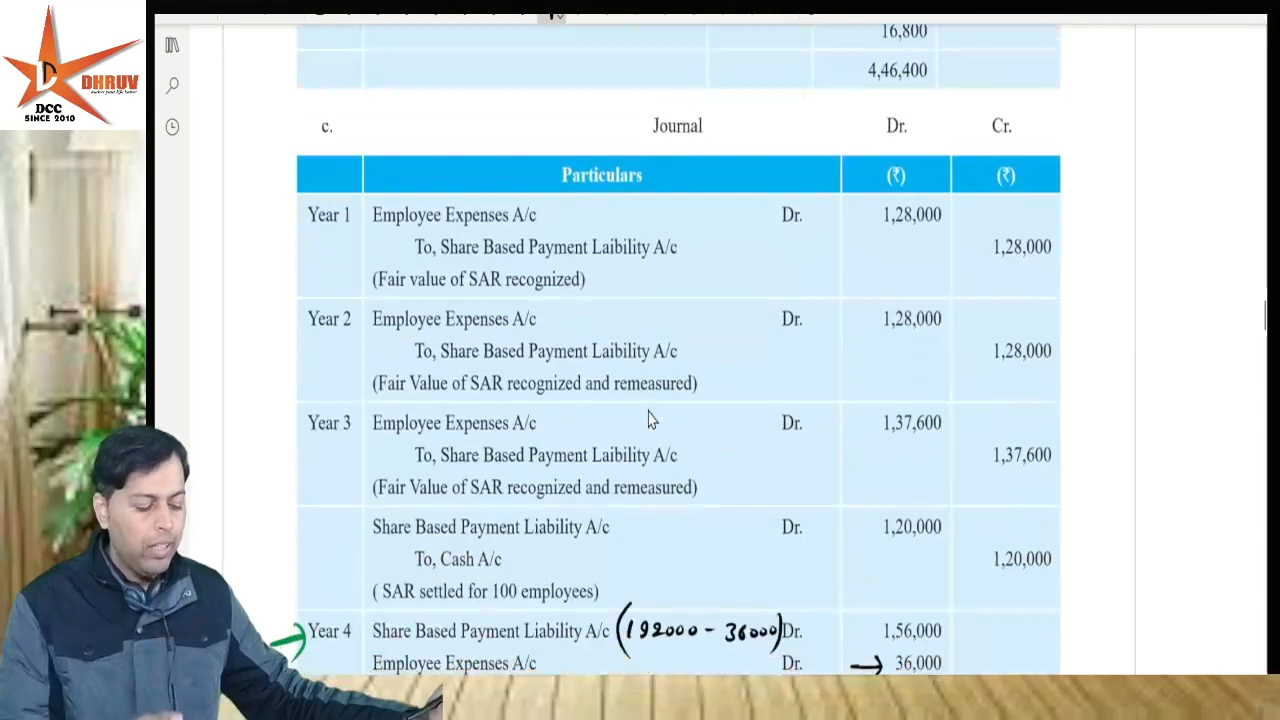 DHRUV
makes your life better
DCC
SINCE 2010
16,800
4,46,400
c. Journal Dr. Cr.
Particulars (₹) (₹)
Year 1 Employee Expenses A/c Dr. 1,28,000
To, Share Based Payment Laibility A/c 1,28,000
(Fair value of SAR recognized)
Year 2 Employee Expenses A/c Dr. 1,28,000
To, Share Based Payment Laibility A/c 1,28,000
(Fair Value of SAR recognized and remeasured)
Year 3 Employee Expenses A/c Dr. 1,37,600
To, Share Based Payment Laibility A/c 1,37,600
(Fair Value of SAR recognized and remeasured)
Share Based Payment Liability A/c Dr. 1,20,000
To, Cash A/c 1,20,000
( SAR settled for 100 employees)
Year 4 Share Based Payment Liability A/c (192000 - 36000) Dr. 1,56,000
Employee Expenses A/c Dr. → 36,000